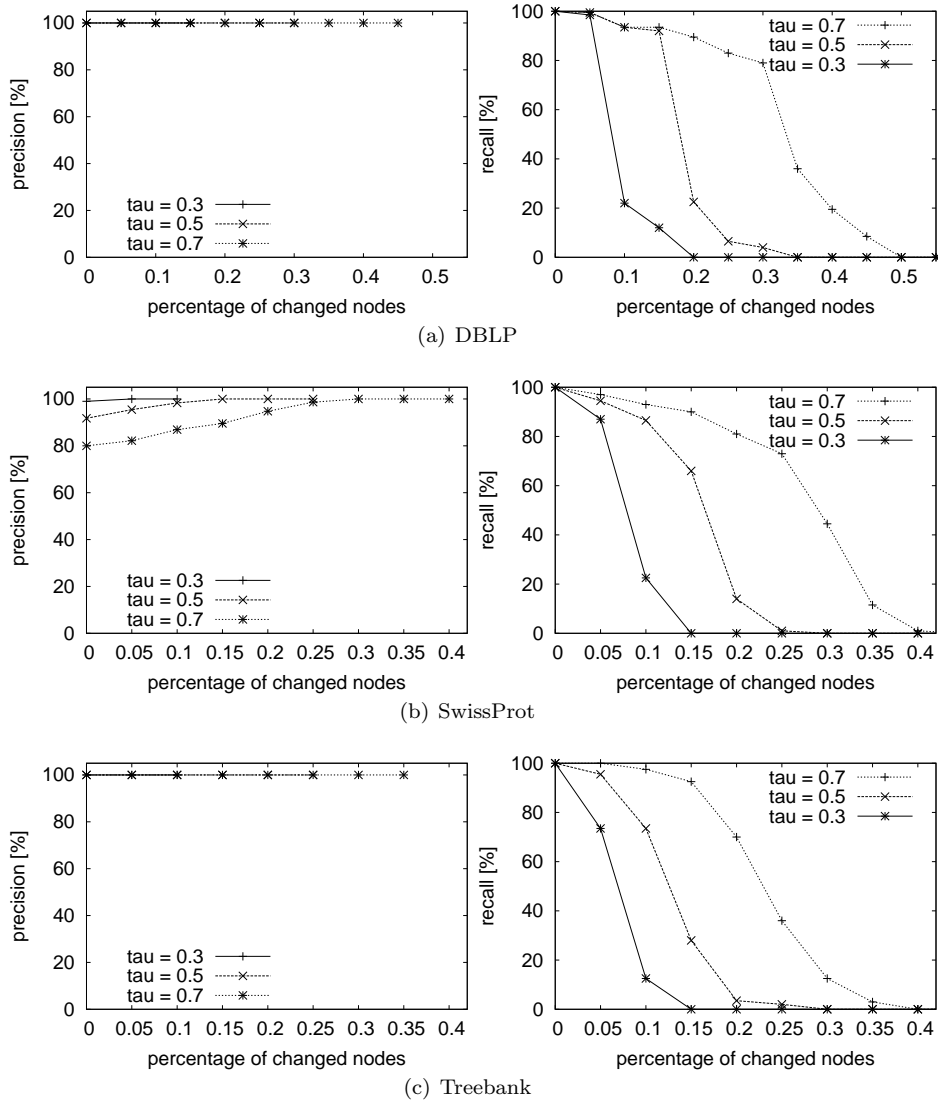 100
80
60
40
20
0
precision [%]
tau = 0.3
tau = 0.5
tau = 0.7
0 0.1 0.2 0.3 0.4 0.5
percentage of changed nodes
100
80
60
40
20
0
recall [%]
tau = 0.7
tau = 0.5
tau = 0.3
0.1 0.2 0.3 0.4 0.5
percentage of changed nodes
(a) DBLP
100
80
60
40
20
0
precision [%]
tau = 0.3
tau = 0.5
tau = 0.7
0 0.05 0.1 0.15 0.2 0.25 0.3 0.35 0.4
percentage of changed nodes
100
80
60
40
20
0
recall [%]
tau = 0.7
tau = 0.5
tau = 0.3
0.05 0.1 0.15 0.2 0.25 0.3 0.35 0.4
percentage of changed nodes
(b) SwissProt
100
80
60
40
20
0
precision [%]
tau = 0.3
tau = 0.5
tau = 0.7
0 0.05 0.1 0.15 0.2 0.25 0.3 0.35 0.4
percentage of changed nodes
100
80
60
40
20
0
recall [%]
tau = 0.7
tau = 0.5
tau = 0.3
0.05 0.1 0.15 0.2 0.25 0.3 0.35 0.4
percentage of changed nodes
(c) Treebank